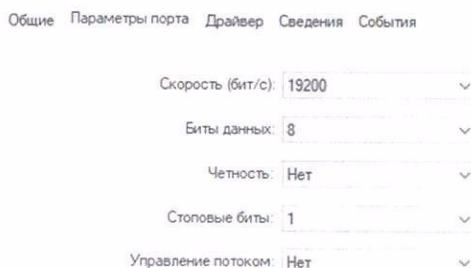 Общие Параметры порта Драйвер Сведения События
Скорость (бит/с): 19200
Биты данных: 8
Четность: Нет
Стоповые биты: 1
Управление потоком: Нет